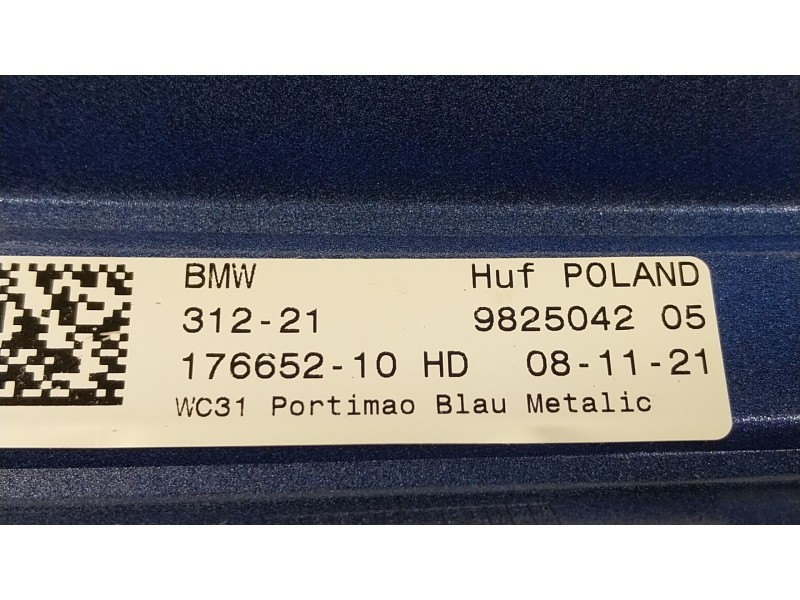 BMW Huf POLAND
312-21 9825042 05
176652-10 HD 08-11-21
WC31 Portimao Blau Metalic